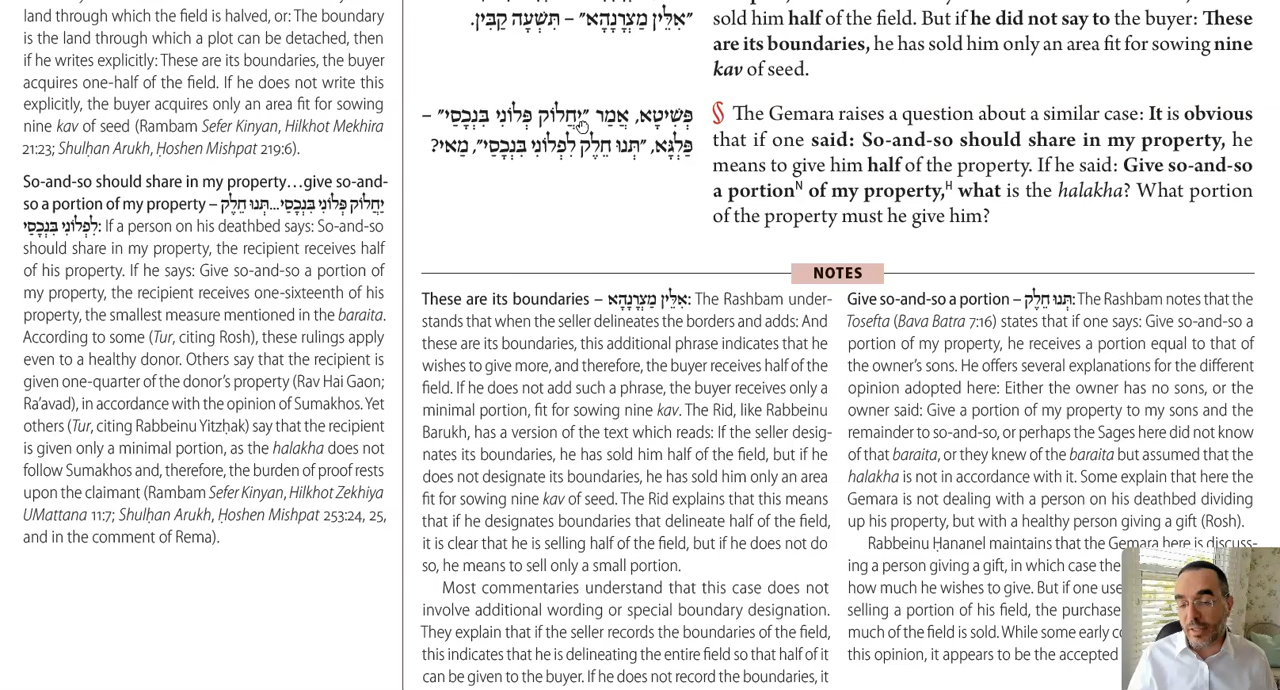 land through which the field is halved, or: The boundary
is the land through which a plot can be detached, then
if he writes explicitly: These are its boundaries, the buyer
acquires one-half of the field. If he does not write this
explicitly, the buyer acquires only an area fit for sowing
nine kav of seed (Rambam Sefer Kinyan, Hilkhot Mekhira
21:23; Shulḥan Arukh, Ḥoshen Mishpat 219:6).
So-and-so should share in my property…give so-and-
so a portion of my property – יַחֲלוֹק פְּלוֹנִי בִּנְכָסַי…תְּנוּ חֵלֶק
לִפְלוֹנִי בִּנְכָסַי: If a person on his deathbed says: So-and-so
should share in my property, the recipient receives half
of his property. If he says: Give so-and-so a portion of
my property, the recipient receives one-sixteenth of his
property, the smallest measure mentioned in the baraita.
According to some (Tur, citing Rosh), these rulings apply
even to a healthy donor. Others say that the recipient is
given one-quarter of the donor's property (Rav Hai Gaon;
Ra'avad), in accordance with the opinion of Sumakhos. Yet
others (Tur, citing Rabbeinu Yitzḥak) say that the recipient
is given only a minimal portion, as the halakha does not
follow Sumakhos and, therefore, the burden of proof rests
upon the claimant (Rambam Sefer Kinyan, Hilkhot Zekhiya
UMattana 11:7; Shulḥan Arukh, Ḥoshen Mishpat 253:24, 25,
and in the comment of Rema).
"אִלֵּין מִצְרָנָהָא" – תִּשְׁעָה קַבִּין.
פְּשִׁיטָא, אָמַר "יַחֲלוֹק פְּלוֹנִי בִּנְכָסַי" –
פַּלְגָּא, "תְּנוּ חֵלֶק לִפְלוֹנִי בִּנְכָסַי", מַאי?
sold him half of the field. But if he did not say to the buyer: These
are its boundaries, he has sold him only an area fit for sowing nine
kav of seed.
§ The Gemara raises a question about a similar case: It is obvious
that if one said: So-and-so should share in my property, he
means to give him half of the property. If he said: Give so-and-so
a portionᴺ of my property,ᴴ what is the halakha? What portion
of the property must he give him?
NOTES
These are its boundaries – אִלֵּין מִצְרָנָהָא: The Rashbam under-
stands that when the seller delineates the borders and adds: And
these are its boundaries, this additional phrase indicates that he
wishes to give more, and therefore, the buyer receives half of the
field. If he does not add such a phrase, the buyer receives only a
minimal portion, fit for sowing nine kav. The Rid, like Rabbeinu
Barukh, has a version of the text which reads: If the seller desig-
nates its boundaries, he has sold him half of the field, but if he
does not designate its boundaries, he has sold him only an area
fit for sowing nine kav of seed. The Rid explains that this means
that if he designates boundaries that delineate half of the field,
it is clear that he is selling half of the field, but if he does not do
so, he means to sell only a small portion.
Most commentaries understand that this case does not
involve additional wording or special boundary designation.
They explain that if the seller records the boundaries of the field,
this indicates that he is delineating the entire field so that half of it
can be given to the buyer. If he does not record the boundaries, it
Give so-and-so a portion – תְּנוּ חֵלֶק: The Rashbam notes that the
Tosefta (Bava Batra 7:16) states that if one says: Give so-and-so a
portion of my property, he receives a portion equal to that of
the owner's sons. He offers several explanations for the different
opinion adopted here: Either the owner has no sons, or the
owner said: Give a portion of my property to my sons and the
remainder to so-and-so, or perhaps the Sages here did not know
of that baraita, or they knew of the baraita but assumed that the
halakha is not in accordance with it. Some explain that here the
Gemara is not dealing with a person on his deathbed dividing
up his property, but with a healthy person giving a gift (Rosh).
Rabbeinu Ḥananel maintains that the Gemara here is discuss-
ing a person giving a gift, in which case the
how much he wishes to give. But if one use
selling a portion of his field, the purchase
much of the field is sold. While some early
this opinion, it appears to be the accepted